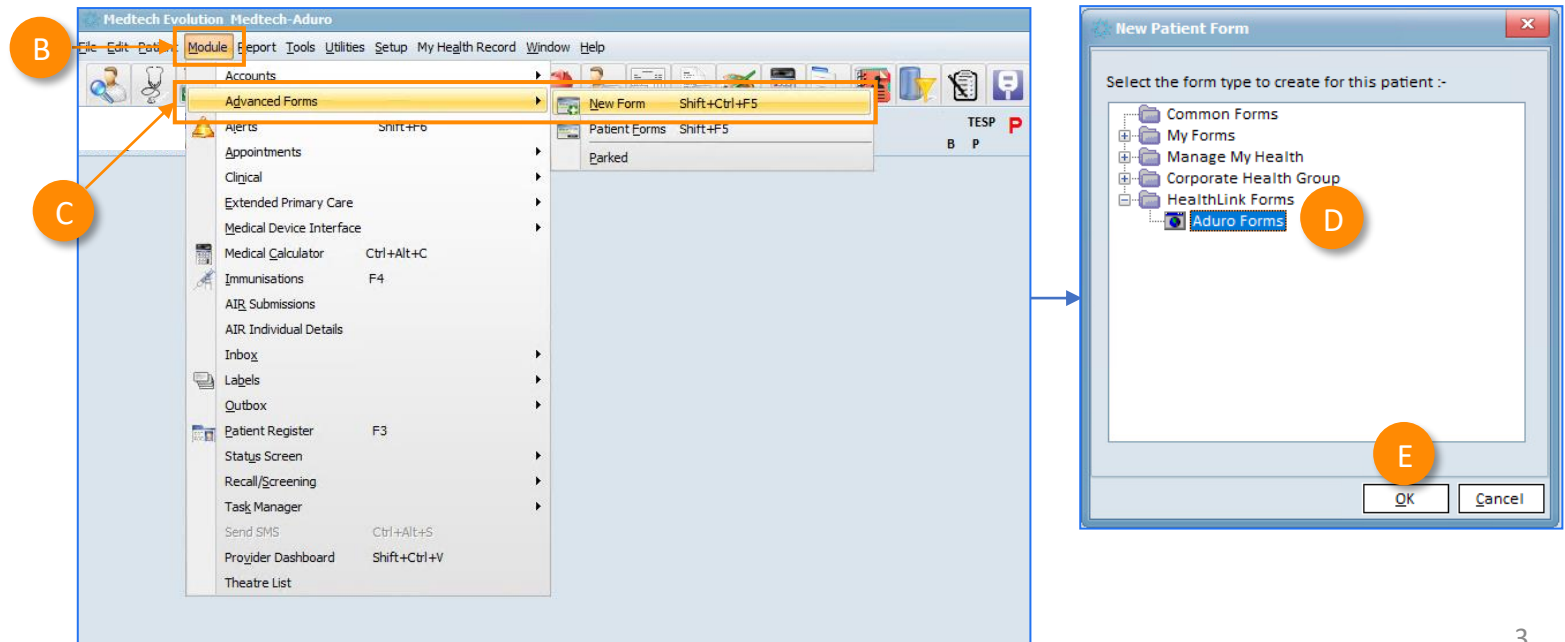 Medtech Evolution Medtech-Aduro
File Edit Patient Module Report Tools Utilities Setup My Health Record Window Help
B
Accounts
Advanced Forms
Alerts Shift+F6
Appointments
Clinical
Extended Primary Care
Medical Device Interface
Medical Calculator Ctrl+Alt+C
Immunisations F4
AIR Submissions
AIR Individual Details
Inbox
Labels
Outbox
Patient Register F3
Status Screen
Recall/Screening
Task Manager
Send SMS Ctrl+Alt+S
Provider Dashboard Shift+Ctrl+V
Theatre List
C
New Form Shift+Ctrl+F5
Patient Forms Shift+F5
Parked
TESP P
B P
New Patient Form
Select the form type to create for this patient :-
Common Forms
My Forms
Manage My Health
Corporate Health Group
HealthLink Forms
Aduro Forms
D
E
OK Cancel
3